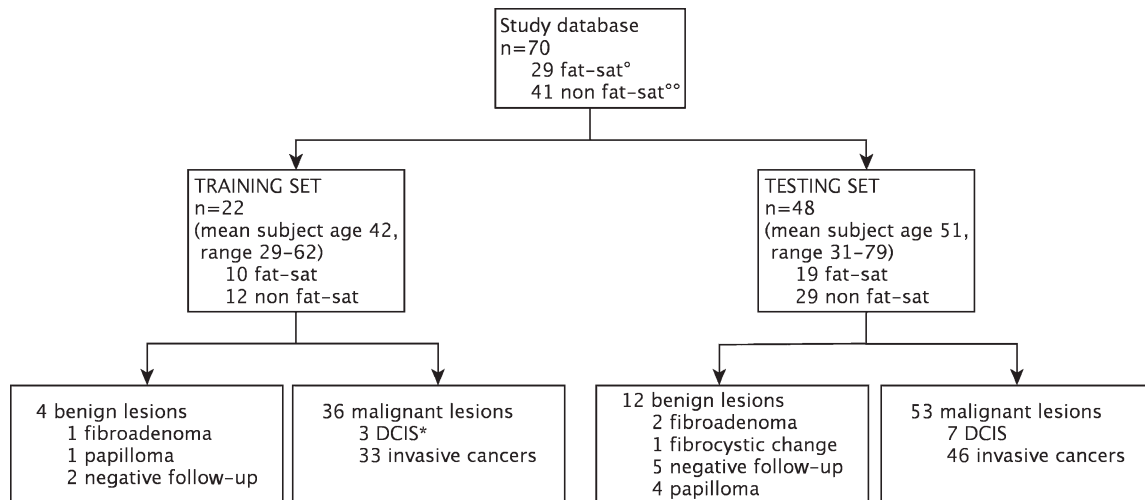 Study database
n=70
29 fat-sat°
41 non fat-sat°°
TRAINING SET
n=22
(mean subject age 42,
range 29-62)
10 fat-sat
12 non fat-sat
TESTING SET
n=48
(mean subject age 51,
range 31-79)
19 fat-sat
29 non fat-sat
4 benign lesions
1 fibroadenoma
1 papilloma
2 negative follow-up
36 malignant lesions
3 DCIS*
33 invasive cancers
12 benign lesions
2 fibroadenoma
1 fibrocystic change
5 negative follow-up
4 papilloma
53 malignant lesions
7 DCIS
46 invasive cancers